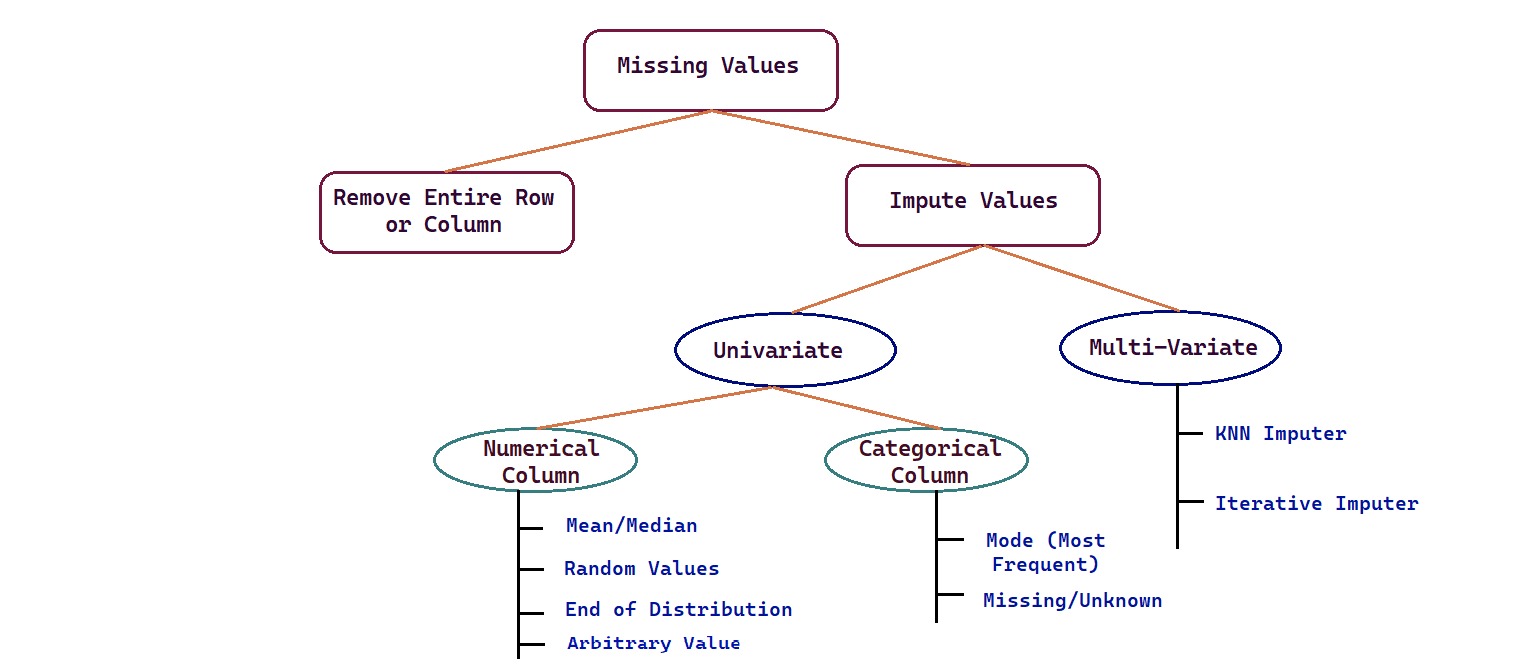 Missing Values
Remove Entire Row
or Column
Impute Values
Univariate
Multi-Variate
Numerical
Column
Categorical
Column
KNN Imputer
Iterative Imputer
Mean/Median
Random Values
End of Distribution
Arbitrary Value
Mode (Most
Frequent)
Missing/Unknown